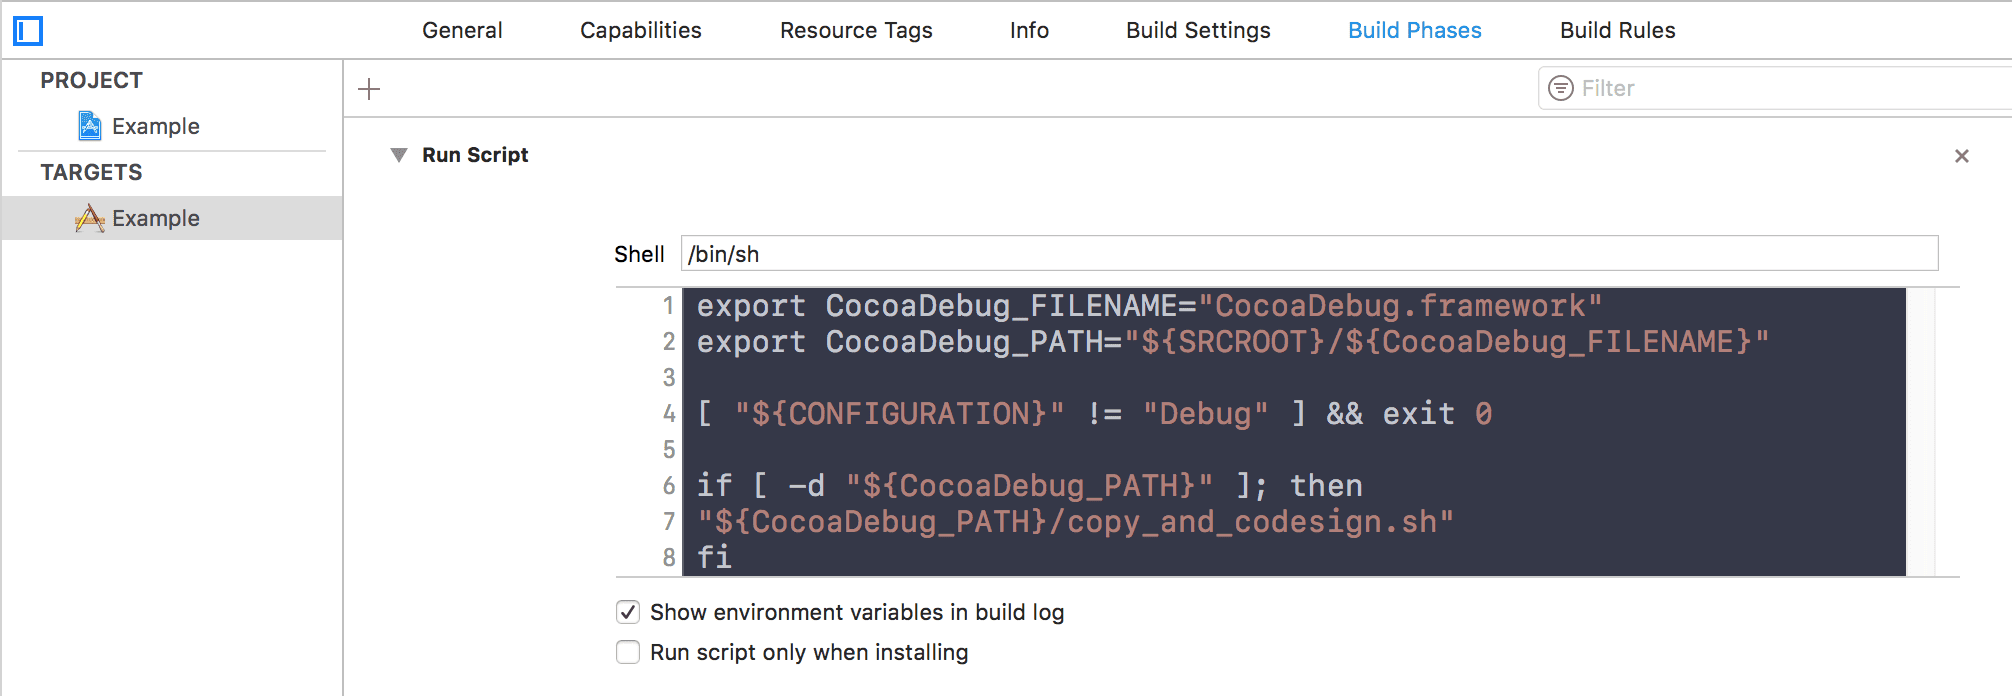 General Capabilities Resource Tags Info Build Settings Build Phases Build Rules
PROJECT
Example
TARGETS
Example
Filter
Run Script
Shell /bin/sh
1 export CocoaDebug_FILENAME="CocoaDebug.framework"
2 export CocoaDebug_PATH="${SRCROOT}/${CocoaDebug_FILENAME}"
3
4 [ "${CONFIGURATION}" != "Debug" ] && exit 0
5
6 if [ -d "${CocoaDebug_PATH}" ]; then
7 "${CocoaDebug_PATH}/copy_and_codesign.sh"
8 fi
Show environment variables in build log
Run script only when installing